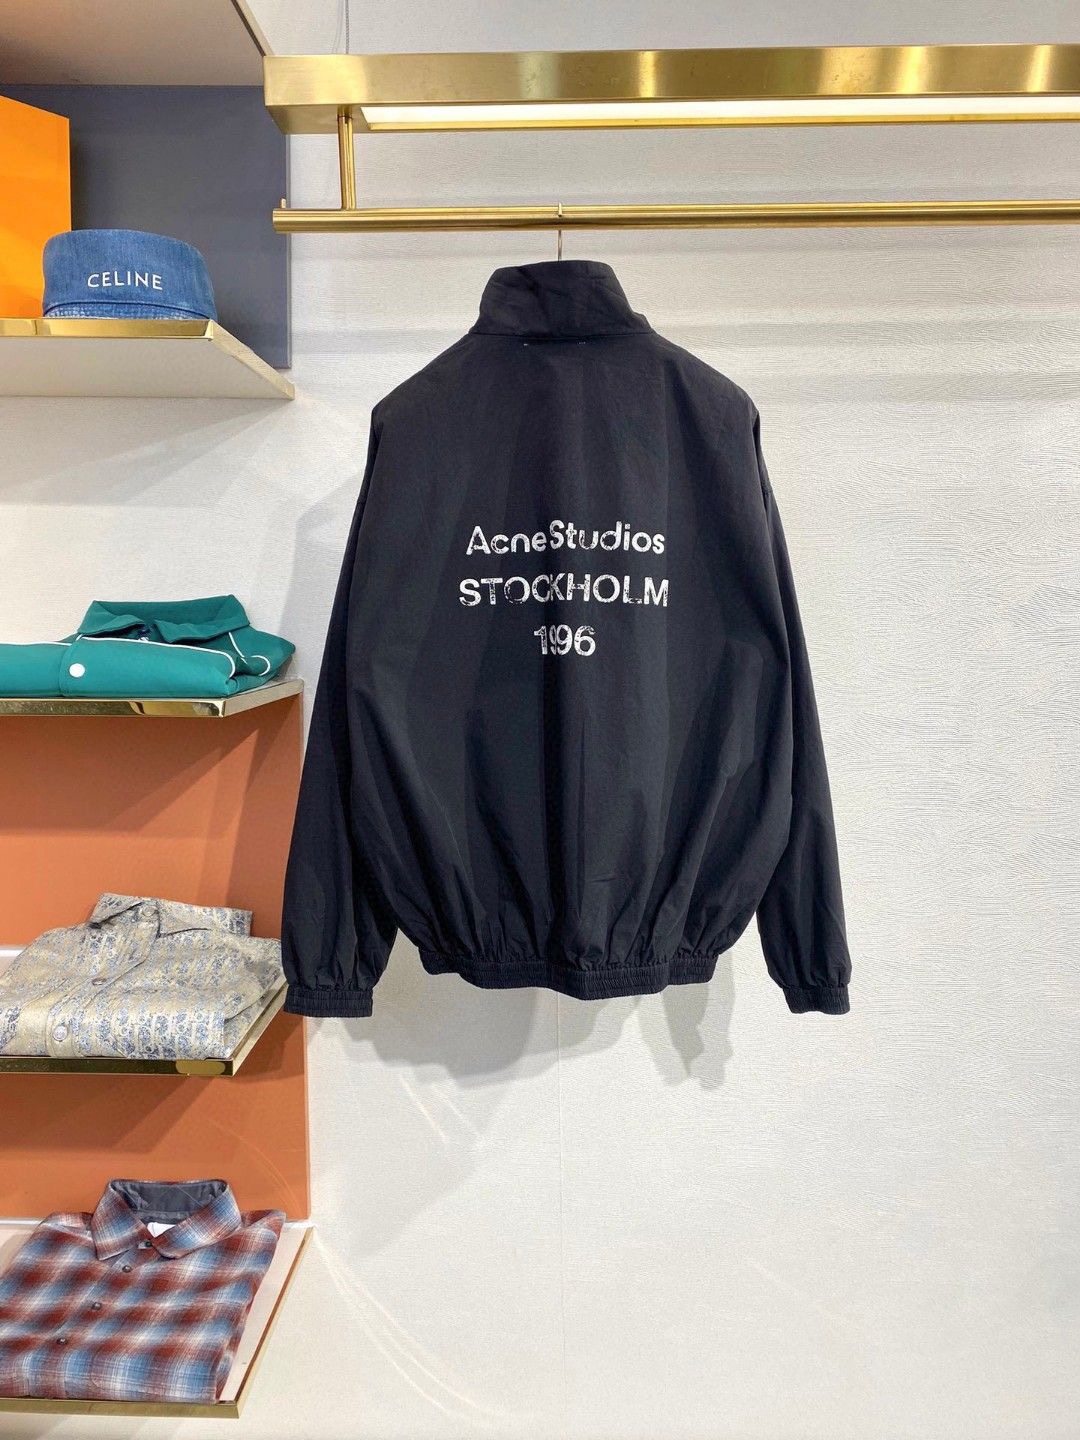 CELINE
AcneStudios
STOCKHOLM
1996